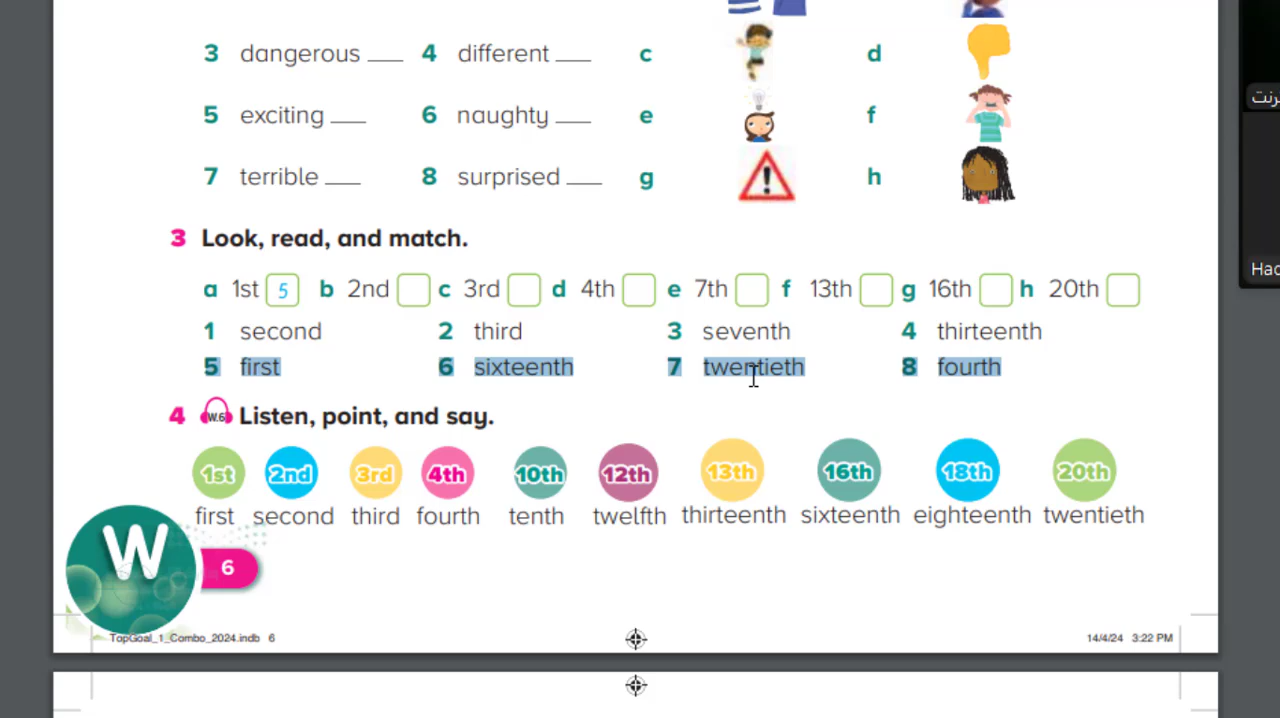 3 dangerous ___ 4 different ___ c d
5 exciting ___ 6 naughty ___ e f
7 terrible ___ 8 surprised ___ g h
3 Look, read, and match.
a 1st 5 b 2nd c 3rd d 4th e 7th f 13th g 16th h 20th
1 second 2 third 3 seventh 4 thirteenth
5 first 6 sixteenth 7 twentieth 8 fourth
4 W.6 Listen, point, and say.
1st 2nd 3rd 4th 10th 12th 13th 16th 18th 20th
first second third fourth tenth twelfth thirteenth sixteenth eighteenth twentieth
W
6
TopGoal_1_Combo_2024.indb 6 14/4/24 3:22 PM